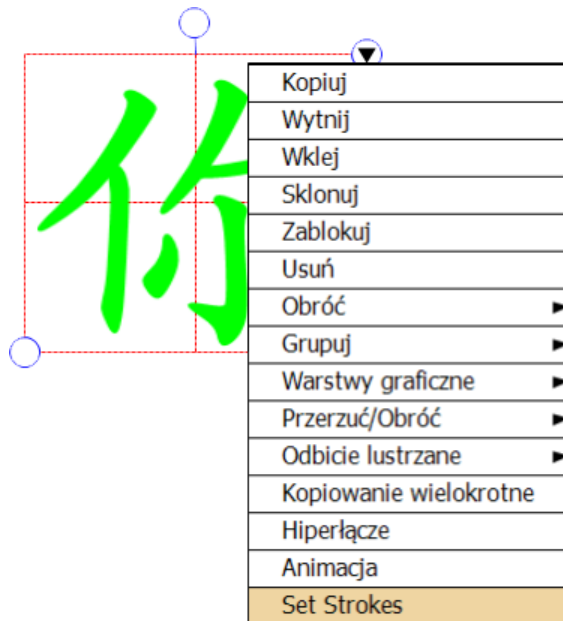 你
Kopiuj
Wytnij
Wklej
Sklonuj
Zablokuj
Usuń
Obróć
Grupuj
Warstwy graficzne
Przerzuć/Obróć
Odbicie lustrzane
Kopiowanie wielokrotne
Hiperłącze
Animacja
Set Strokes